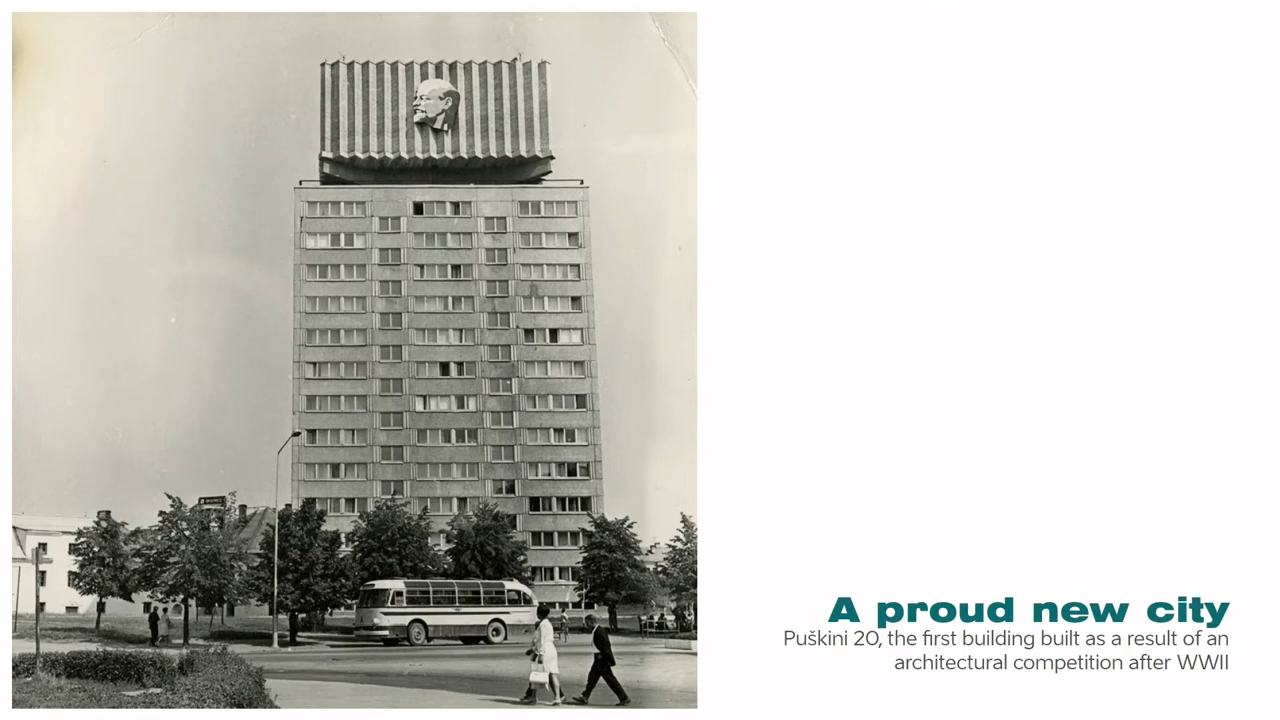 A proud new city
Puškini 20, the first building built as a result of an
architectural competition after WWII